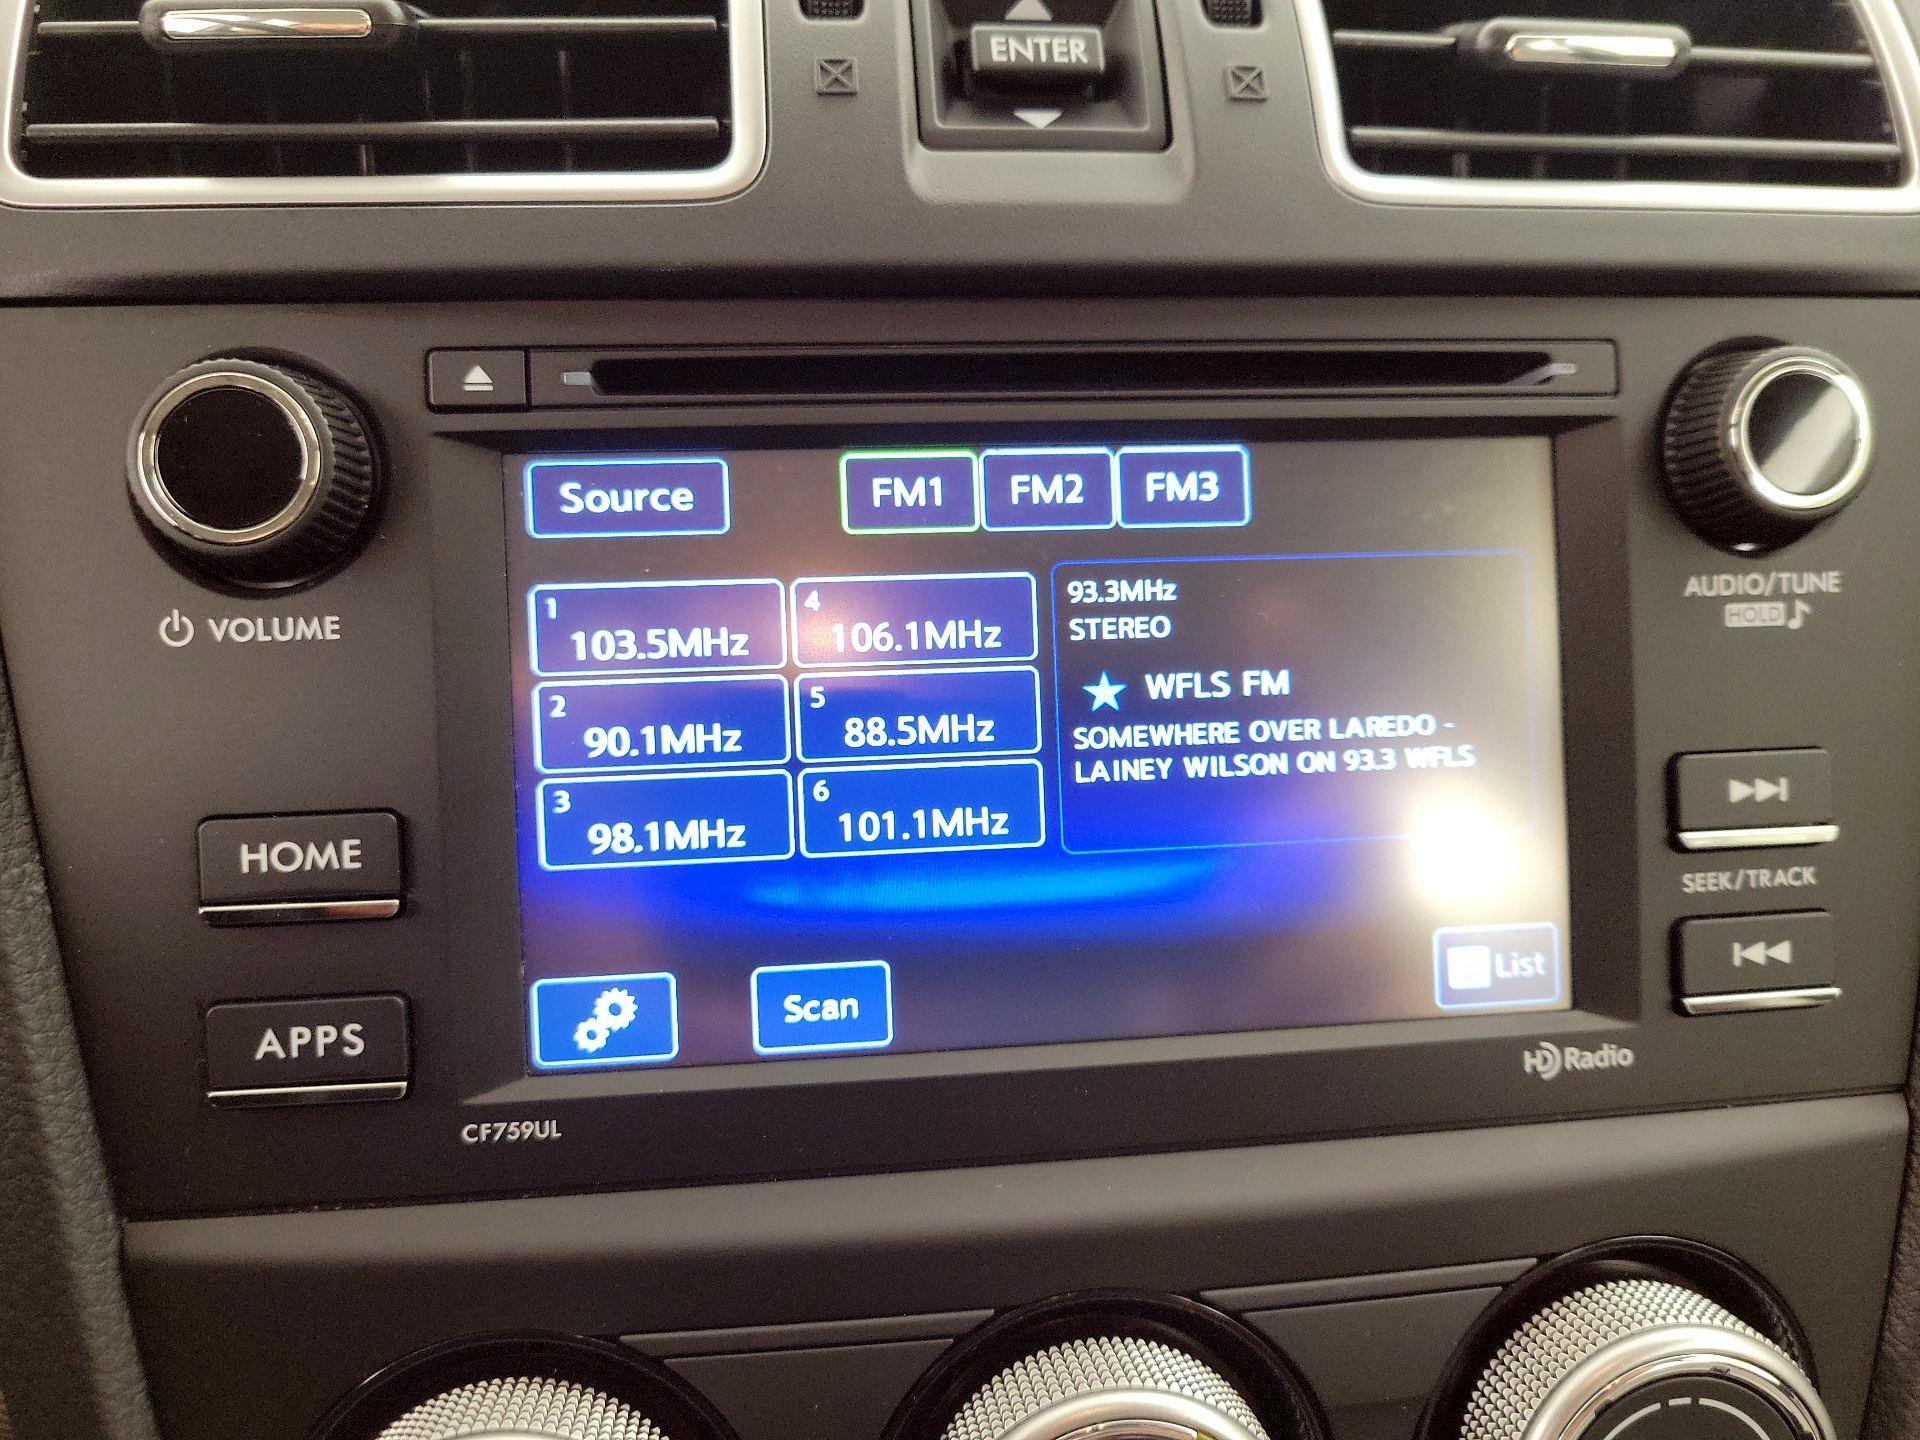 ENTER
⏻ VOLUME
AUDIO/TUNE
HOLD
Source
FM1
FM2
FM3
1
103.5MHz
4
106.1MHz
2
90.1MHz
5
88.5MHz
3
98.1MHz
6
101.1MHz
93.3MHz
STEREO
★ WFLS FM
SOMEWHERE OVER LAREDO -
LAINEY WILSON ON 93.3 WFLS
Scan
List
HOME
APPS
SEEK/TRACK
HD Radio
CF759UL